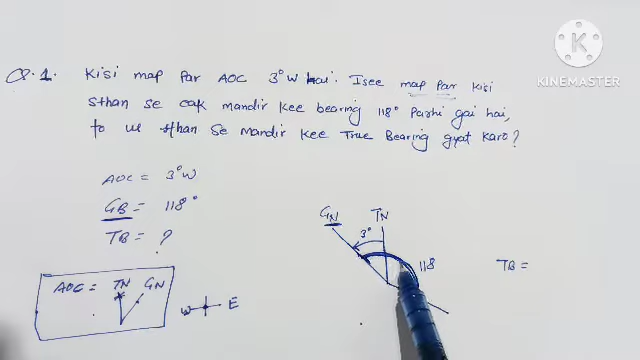 Q.1. Kisi map par AOC 3°W hai. Isee map par kisi
sthan se eak mandir kee bearing 118° parhi gai hai,
to us sthan se mandir kee True Bearing gyat karo?
AOC = 3°W
GB = 118°
TB = ?
AOC = TN GN
W E
GN TN
3°
118
TB =
KINEMASTER